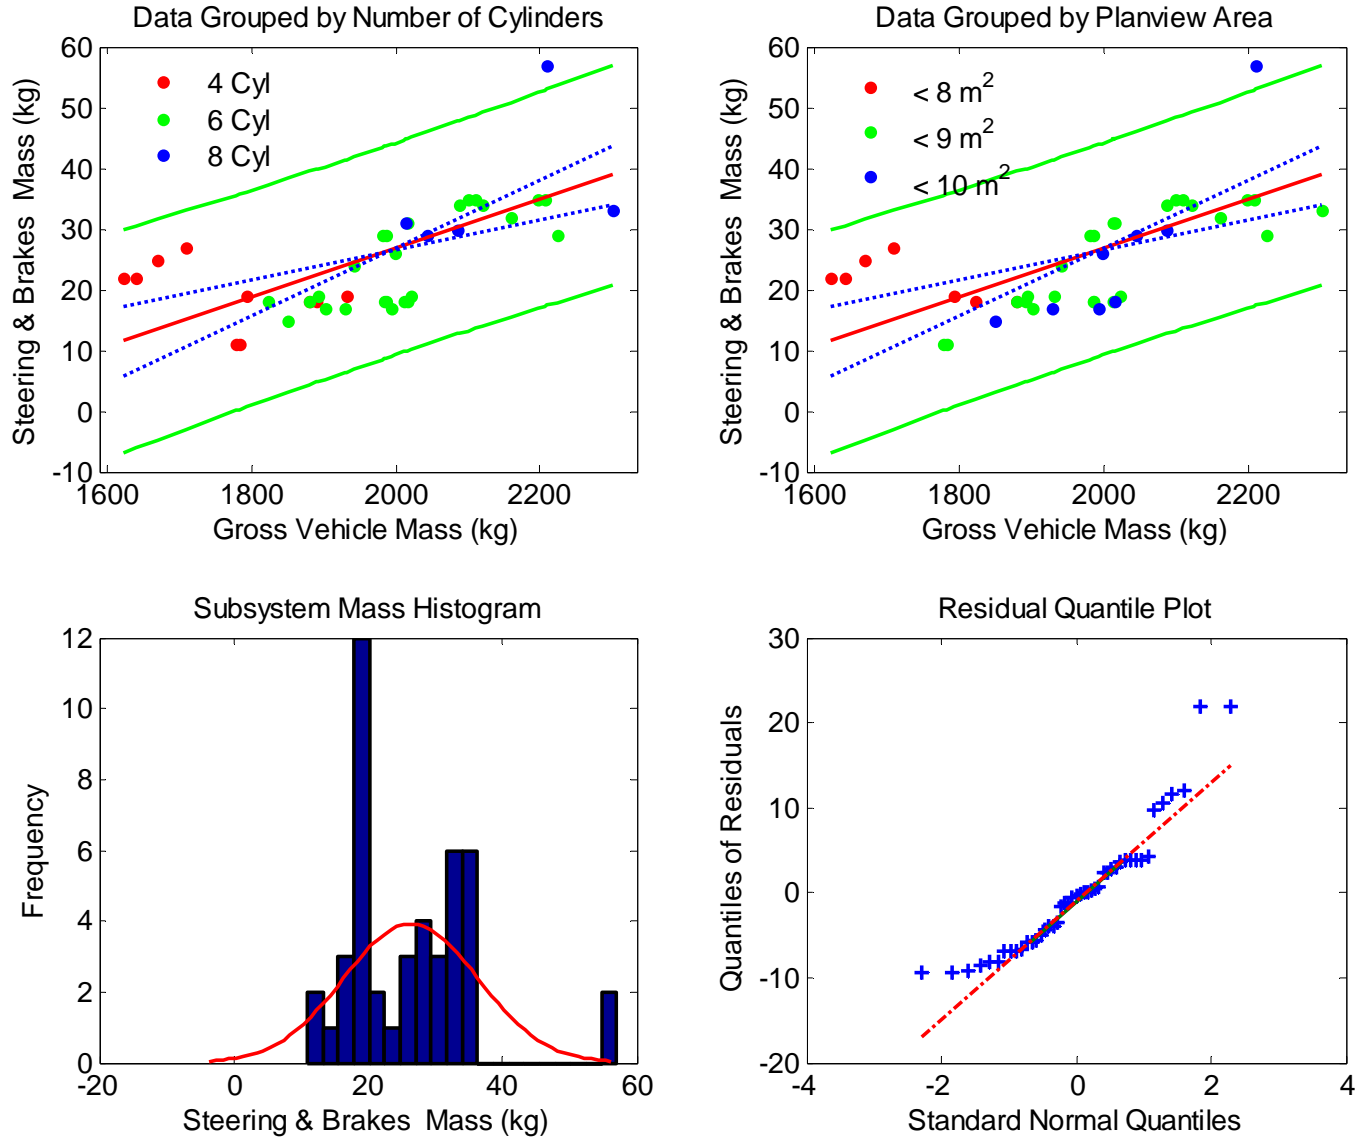 Data Grouped by Number of Cylinders
60
50
40
30
20
10
0
-10
Steering & Brakes  Mass (kg)
4 Cyl
6 Cyl
8 Cyl
1600 1800 2000 2200
Gross Vehicle Mass (kg)
Data Grouped by Planview Area
60
50
40
30
20
10
0
-10
Steering & Brakes  Mass (kg)
< 8 m²
< 9 m²
< 10 m²
1600 1800 2000 2200
Gross Vehicle Mass (kg)
Subsystem Mass Histogram
12
10
8
6
4
2
0
Frequency
-20 0 20 40 60
Steering & Brakes  Mass (kg)
Residual Quantile Plot
30
20
10
0
-10
-20
Quantiles of Residuals
-4 -2 0 2 4
Standard Normal Quantiles